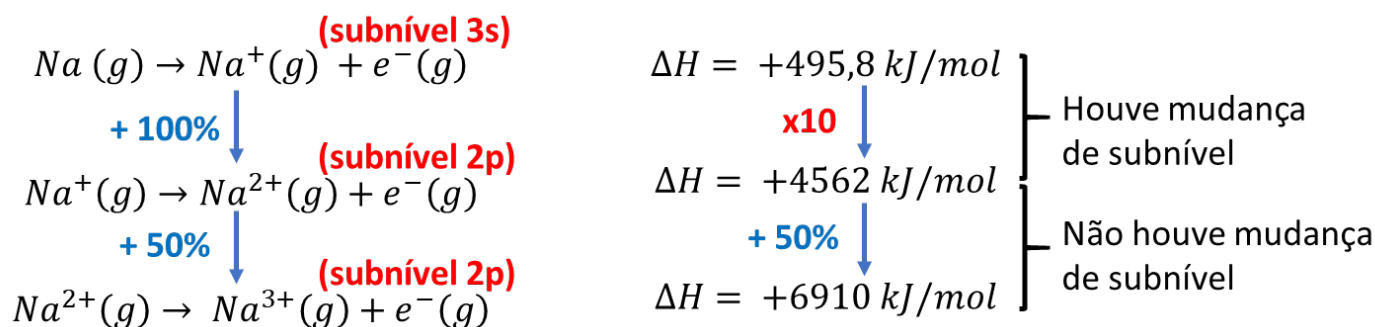 (subnível 3s)
Na (g) → Na⁺(g) + e⁻(g)
+ 100%
(subnível 2p)
Na⁺(g) → Na²⁺(g) + e⁻(g)
+ 50%
(subnível 2p)
Na²⁺(g) → Na³⁺(g) + e⁻(g)
ΔH = +495,8 kJ/mol
x10
ΔH = +4562 kJ/mol
+ 50%
ΔH = +6910 kJ/mol
Houve mudança
de subnível
Não houve mudança
de subnível